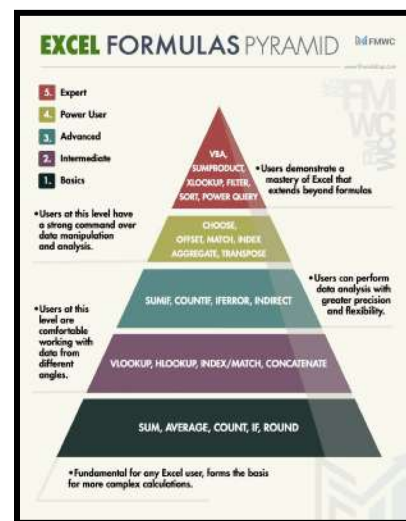 EXCEL FORMULAS PYRAMID
FMWC
5. Expert
4. Power User
3. Advanced
2. Intermediate
1. Basics
VBA,
SUMPRODUCT,
XLOOKUP, FILTER,
SORT, POWER QUERY
•Users demonstrate a
mastery of Excel that
extends beyond formulas
•Users at this level have
a strong command over
data manipulation
and analysis.
CHOOSE,
OFFSET, MATCH, INDEX
AGGREGATE, TRANSPOSE
•Users can perform
data analysis with
greater precision
and flexibility.
SUMIF, COUNTIF, IFERROR, INDIRECT
•Users at this
level are
comfortable
working with
data from
different
angles.
VLOOKUP, HLOOKUP, INDEX/MATCH, CONCATENATE
SUM, AVERAGE, COUNT, IF, ROUND
•Fundamental for any Excel user, forms the basis
for more complex calculations.